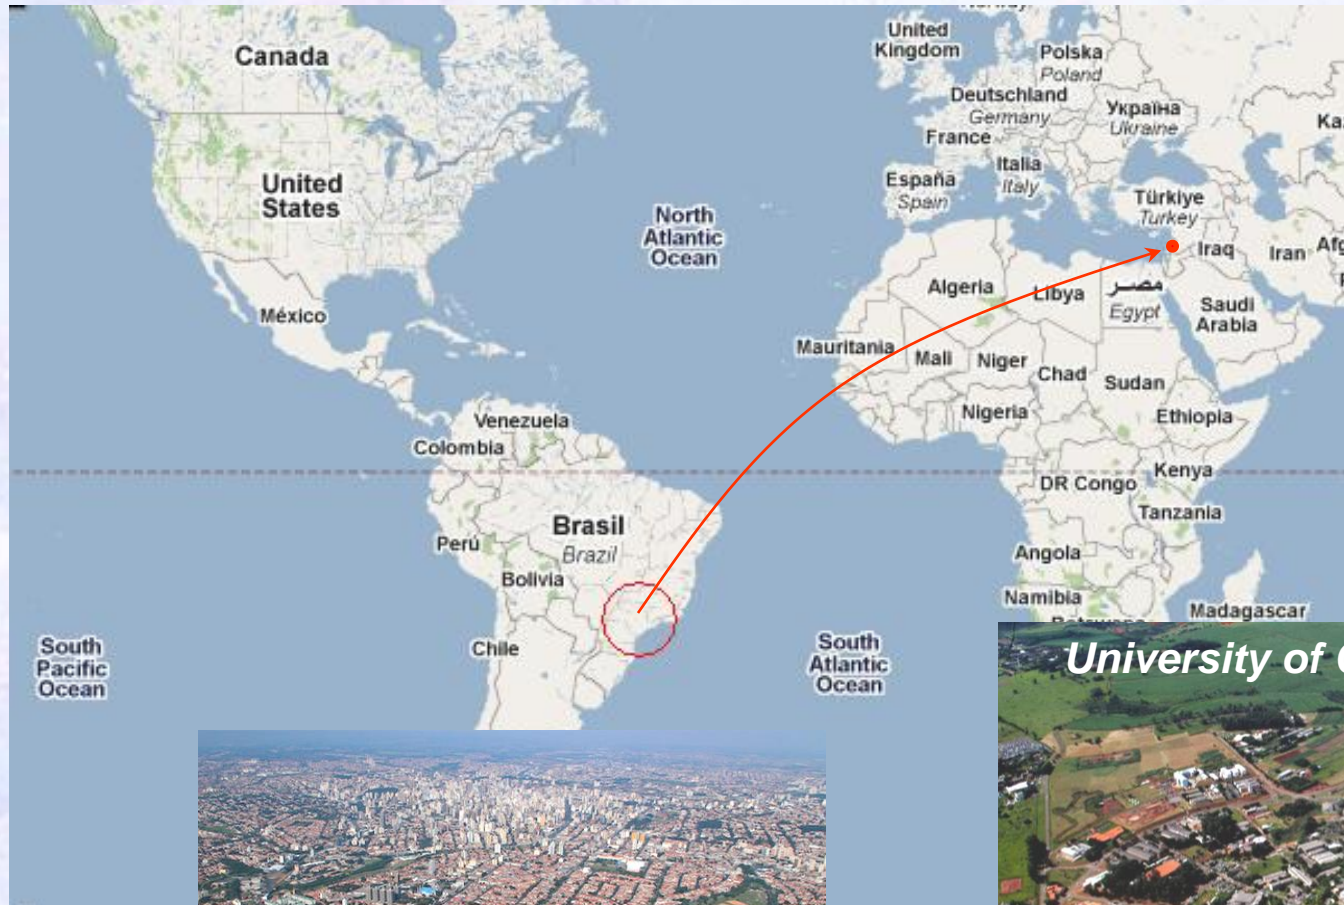 Canada
United
States
México
North
Atlantic
Ocean
United
Kingdom
Polska
Poland
Deutschland
Germany
Україна
Ukraine
France
Italia
Italy
España
Spain
Türkiye
Turkey
Iraq
Iran
Algeria
Libya
مصر
Egypt
Saudi
Arabia
Mauritania
Mali
Niger
Chad
Sudan
Nigeria
Ethiopia
Venezuela
Colombia
Kenya
DR Congo
Tanzania
Brasil
Brazil
Perú
Bolivia
Angola
Namibia
Madagascar
Chile
South
Pacific
Ocean
South
Atlantic
Ocean
University of